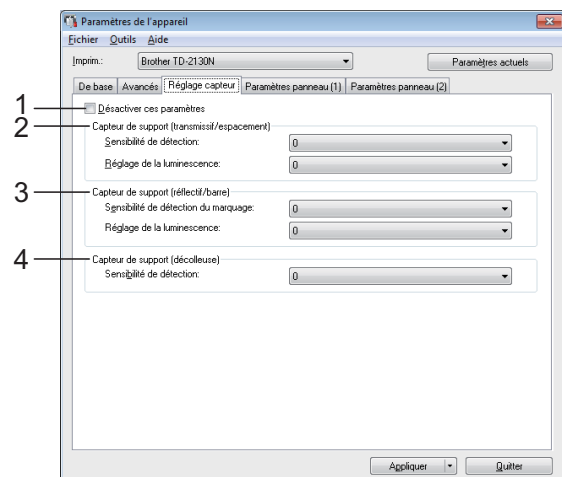 Paramètres de l'appareil
Fichier Outils Aide
Imprim.: Brother TD-2130N Paramètres actuels
De base Avancés Réglage capteur Paramètres panneau (1) Paramètres panneau (2)
1 Désactiver ces paramètres
2 Capteur de support (transmissif/espacement)
Sensibilité de détection: 0
Réglage de la luminescence: 0
3 Capteur de support (réflectif/barre)
Sensibilité de détection du marquage: 0
Réglage de la luminescence: 0
4 Capteur de support (décolleuse)
Sensibilité de détection: 0
Appliquer Quitter